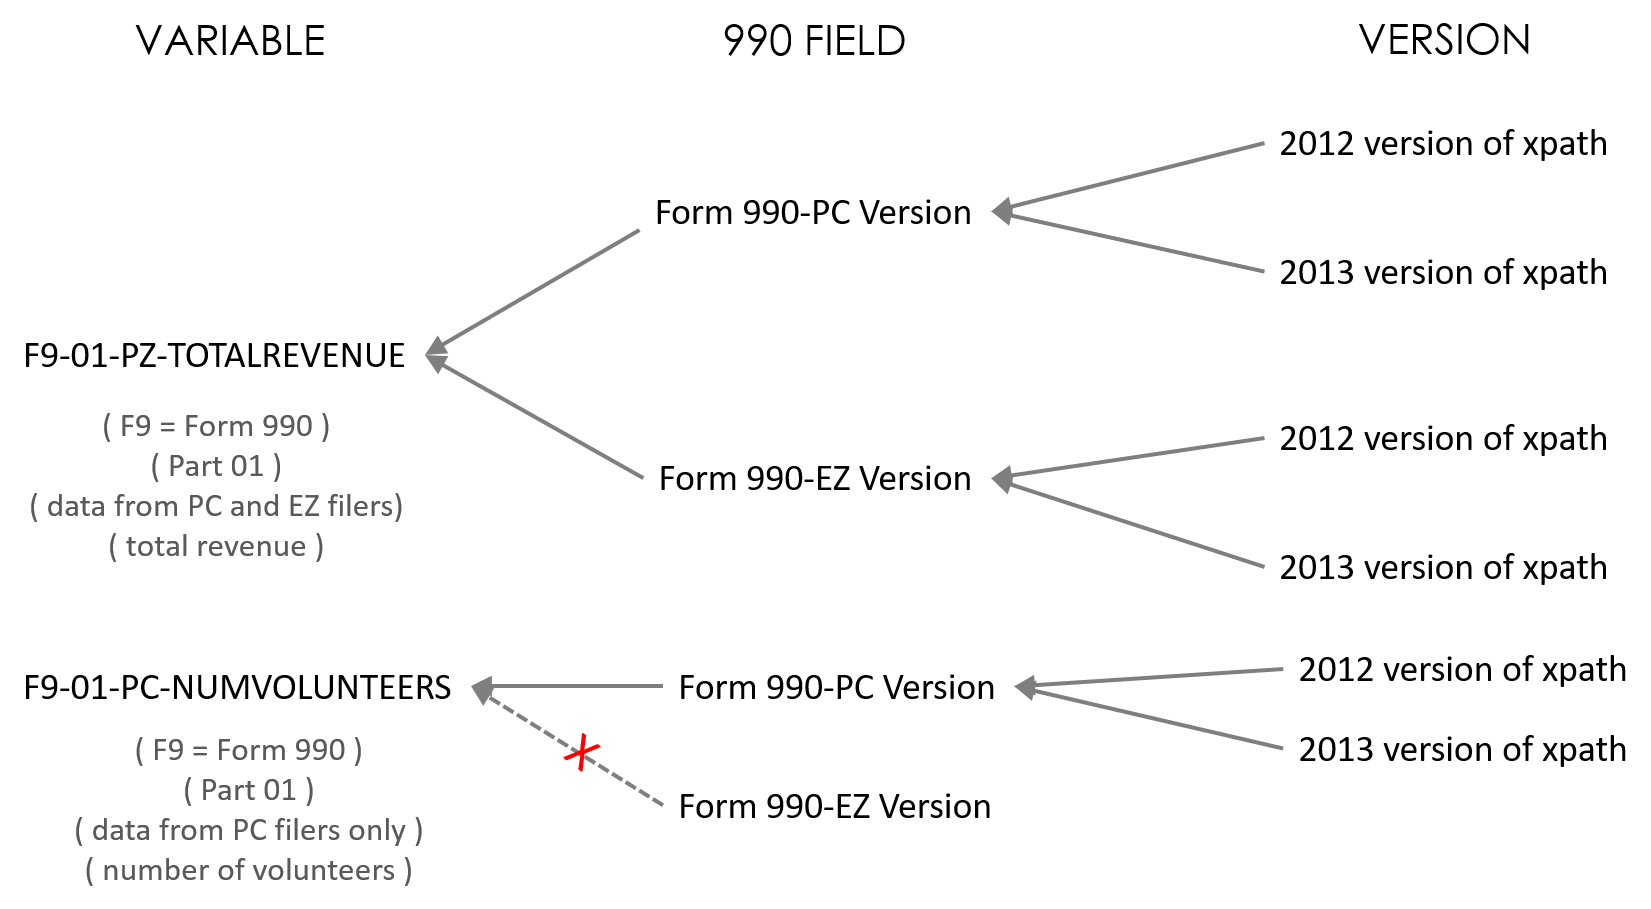 VARIABLE 990 FIELD VERSION
2012 version of xpath
Form 990-PC Version
2013 version of xpath
F9-01-PZ-TOTALREVENUE
( F9 = Form 990 )
( Part 01 )
( data from PC and EZ filers)
( total revenue )
2012 version of xpath
Form 990-EZ Version
2013 version of xpath
F9-01-PC-NUMVOLUNTEERS
( F9 = Form 990 )
( Part 01 )
( data from PC filers only )
( number of volunteers )
Form 990-PC Version
2012 version of xpath
2013 version of xpath
Form 990-EZ Version